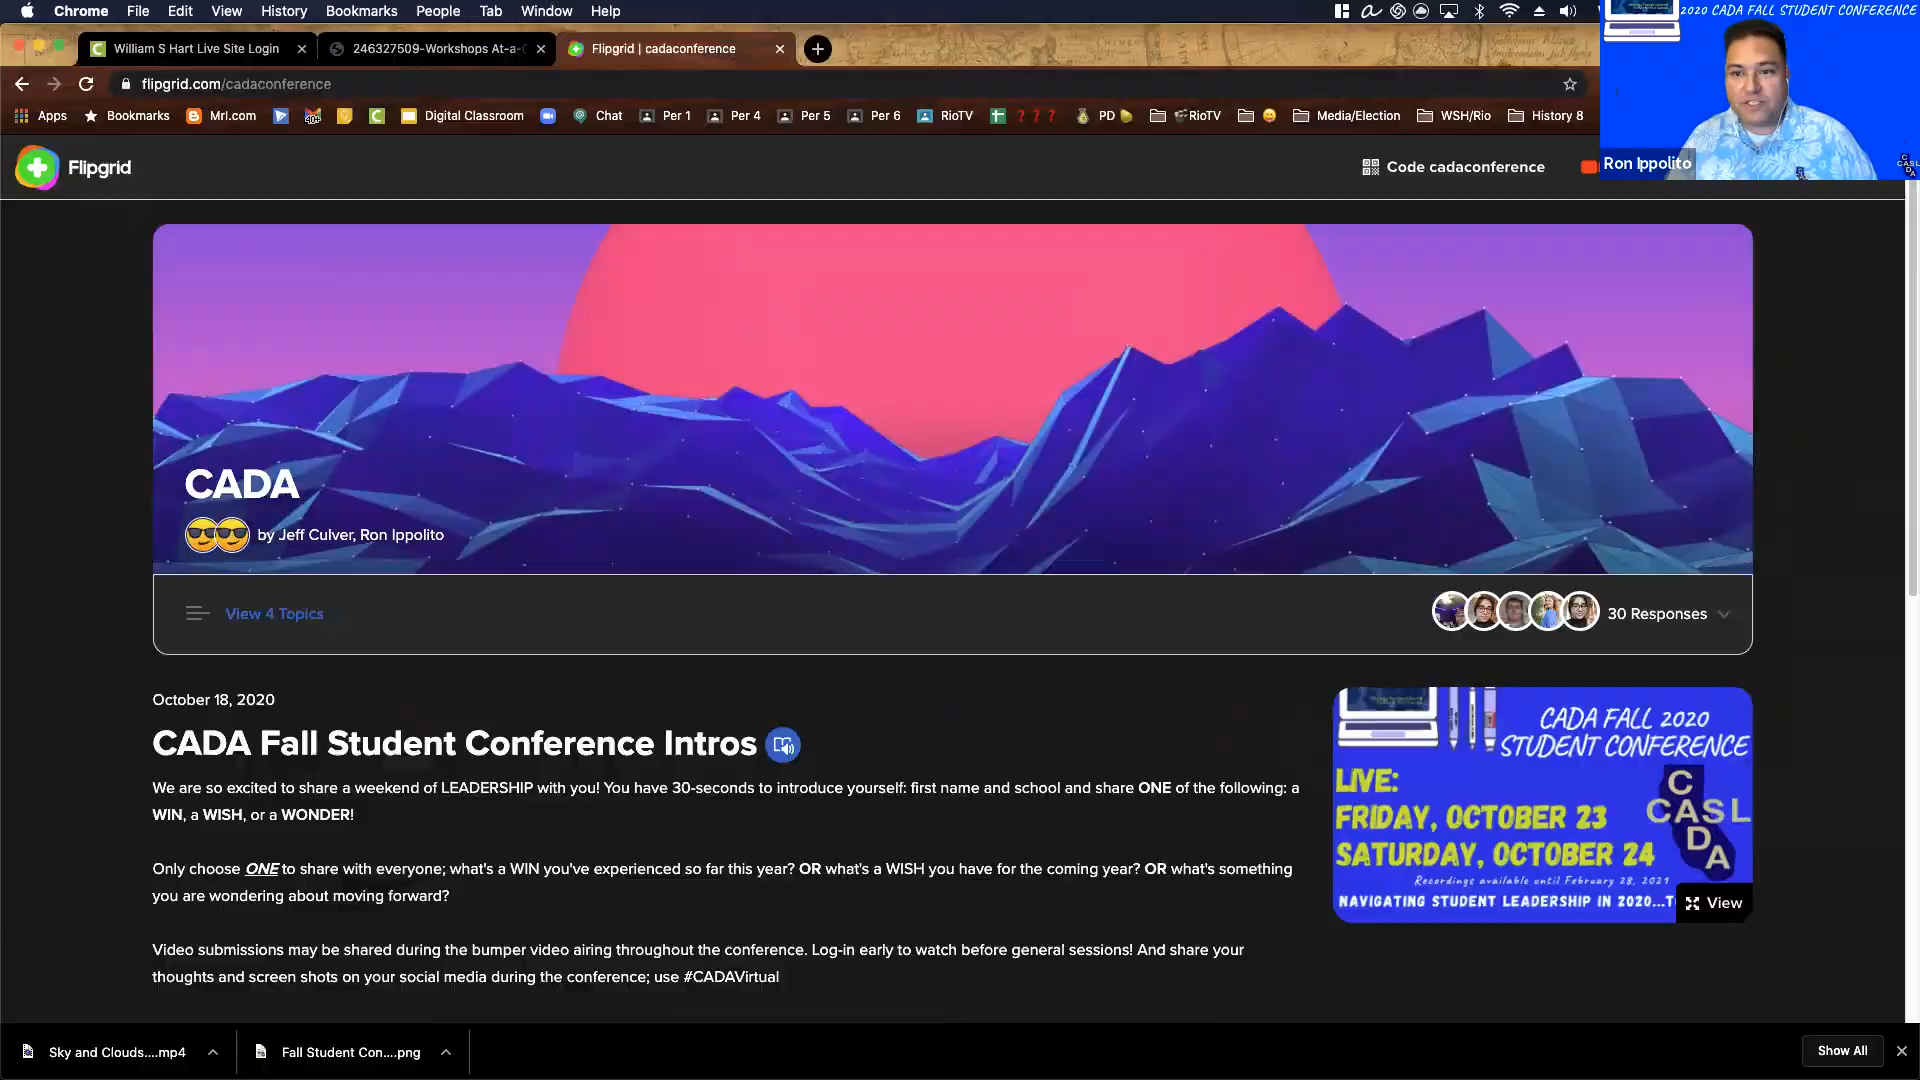 Chrome File Edit View History Bookmarks People Tab Window Help
2020 CADA FALL STUDENT CONFERENCE
William S Hart Live Site Login
246327509-Workshops At-a-
Flipgrid | cadaconference
flipgrid.com/cadaconference
Apps Bookmarks MrI.com Digital Classroom Chat Per 1 Per 4 Per 5 Per 6 RioTV ? ? ? PD RioTV Media/Election WSH/Rio History 8
Ron Ippolito
Flipgrid
Code cadaconference
CADA
by Jeff Culver, Ron Ippolito
View 4 Topics
30 Responses
October 18, 2020
CADA Fall Student Conference Intros
We are so excited to share a weekend of LEADERSHIP with you! You have 30-seconds to introduce yourself: first name and school and share ONE of the following: a
WIN, a WISH, or a WONDER!
Only choose ONE to share with everyone; what's a WIN you've experienced so far this year? OR what's a WISH you have for the coming year? OR what's something
you are wondering about moving forward?
Video submissions may be shared during the bumper video airing throughout the conference. Log-in early to watch before general sessions! And share your
thoughts and screen shots on your social media during the conference; use #CADAVirtual
CADA FALL 2020
STUDENT CONFERENCE
LIVE:
FRIDAY, OCTOBER 23
SATURDAY, OCTOBER 24
C
CASL
D
A
Recordings available until February 28, 2021
NAVIGATING STUDENT LEADERSHIP IN 2020...T
View
Sky and Clouds....mp4
Fall Student Con....png
Show All